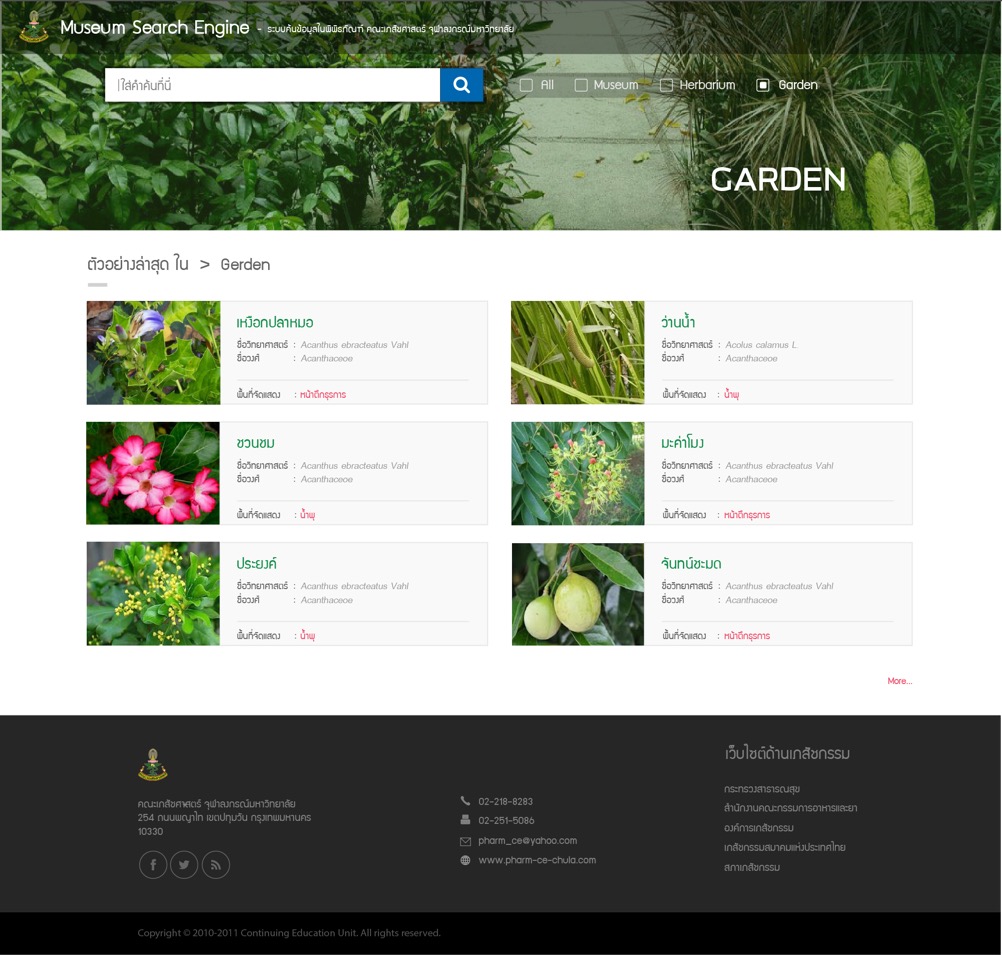 Museum Search Engine - ระบบค้นข้อมูลในพิพิธภัณฑ์ คณะเภสัชศาสตร์ จุฬาลงกรณ์มหาวิทยาลัย
ใส่คำค้นที่นี่
All Museum Herbarium Garden
GARDEN
ตัวอย่างล่าสุด ใน > Gerden
เหงือกปลาหมอ
ชื่อวิทยาศาสตร์ : Acanthus ebracteatus Vahl
ชื่อวงศ์ : Acanthaceoe
พื้นที่จัดแสดง : หน้าตึกธุรการ
ว่านน้ำ
ชื่อวิทยาศาสตร์ : Acolus calamus L
ชื่อวงศ์ : Acanthaceoe
พื้นที่จัดแสดง : น้ำพุ
ชวนชม
ชื่อวิทยาศาสตร์ : Acanthus ebracteatus Vahl
ชื่อวงศ์ : Acanthaceoe
พื้นที่จัดแสดง : น้ำพุ
มะค่าโมง
ชื่อวิทยาศาสตร์ : Acanthus ebracteatus Vahl
ชื่อวงศ์ : Acanthaceoe
พื้นที่จัดแสดง : หน้าตึกธุรการ
ประยงค์
ชื่อวิทยาศาสตร์ : Acanthus ebracteatus Vahl
ชื่อวงศ์ : Acanthaceoe
พื้นที่จัดแสดง : น้ำพุ
จันทน์ชะมด
ชื่อวิทยาศาสตร์ : Acanthus ebracteatus Vahl
ชื่อวงศ์ : Acanthaceoe
พื้นที่จัดแสดง : หน้าตึกธุรการ
More...
คณะเภสัชศาสตร์ จุฬาลงกรณ์มหาวิทยาลัย
254 ถนนพญาไท เขตปทุมวัน กรุงเทพมหานคร
10330
02-218-8283
02-251-5086
pharm_ce@yahoo.com
www.pharm-ce-chula.com
เว็บไซต์ด้านเภสัชกรรม
กระทรวงสาธารณสุข
สำนักงานคณะกรรมการอาหารและยา
องค์การเภสัชกรรม
เภสัชกรรมสมาคมแห่งประเทศไทย
สภาเภสัชกรรม
Copyright © 2010-2011 Continuing Education Unit. All rights reserved.